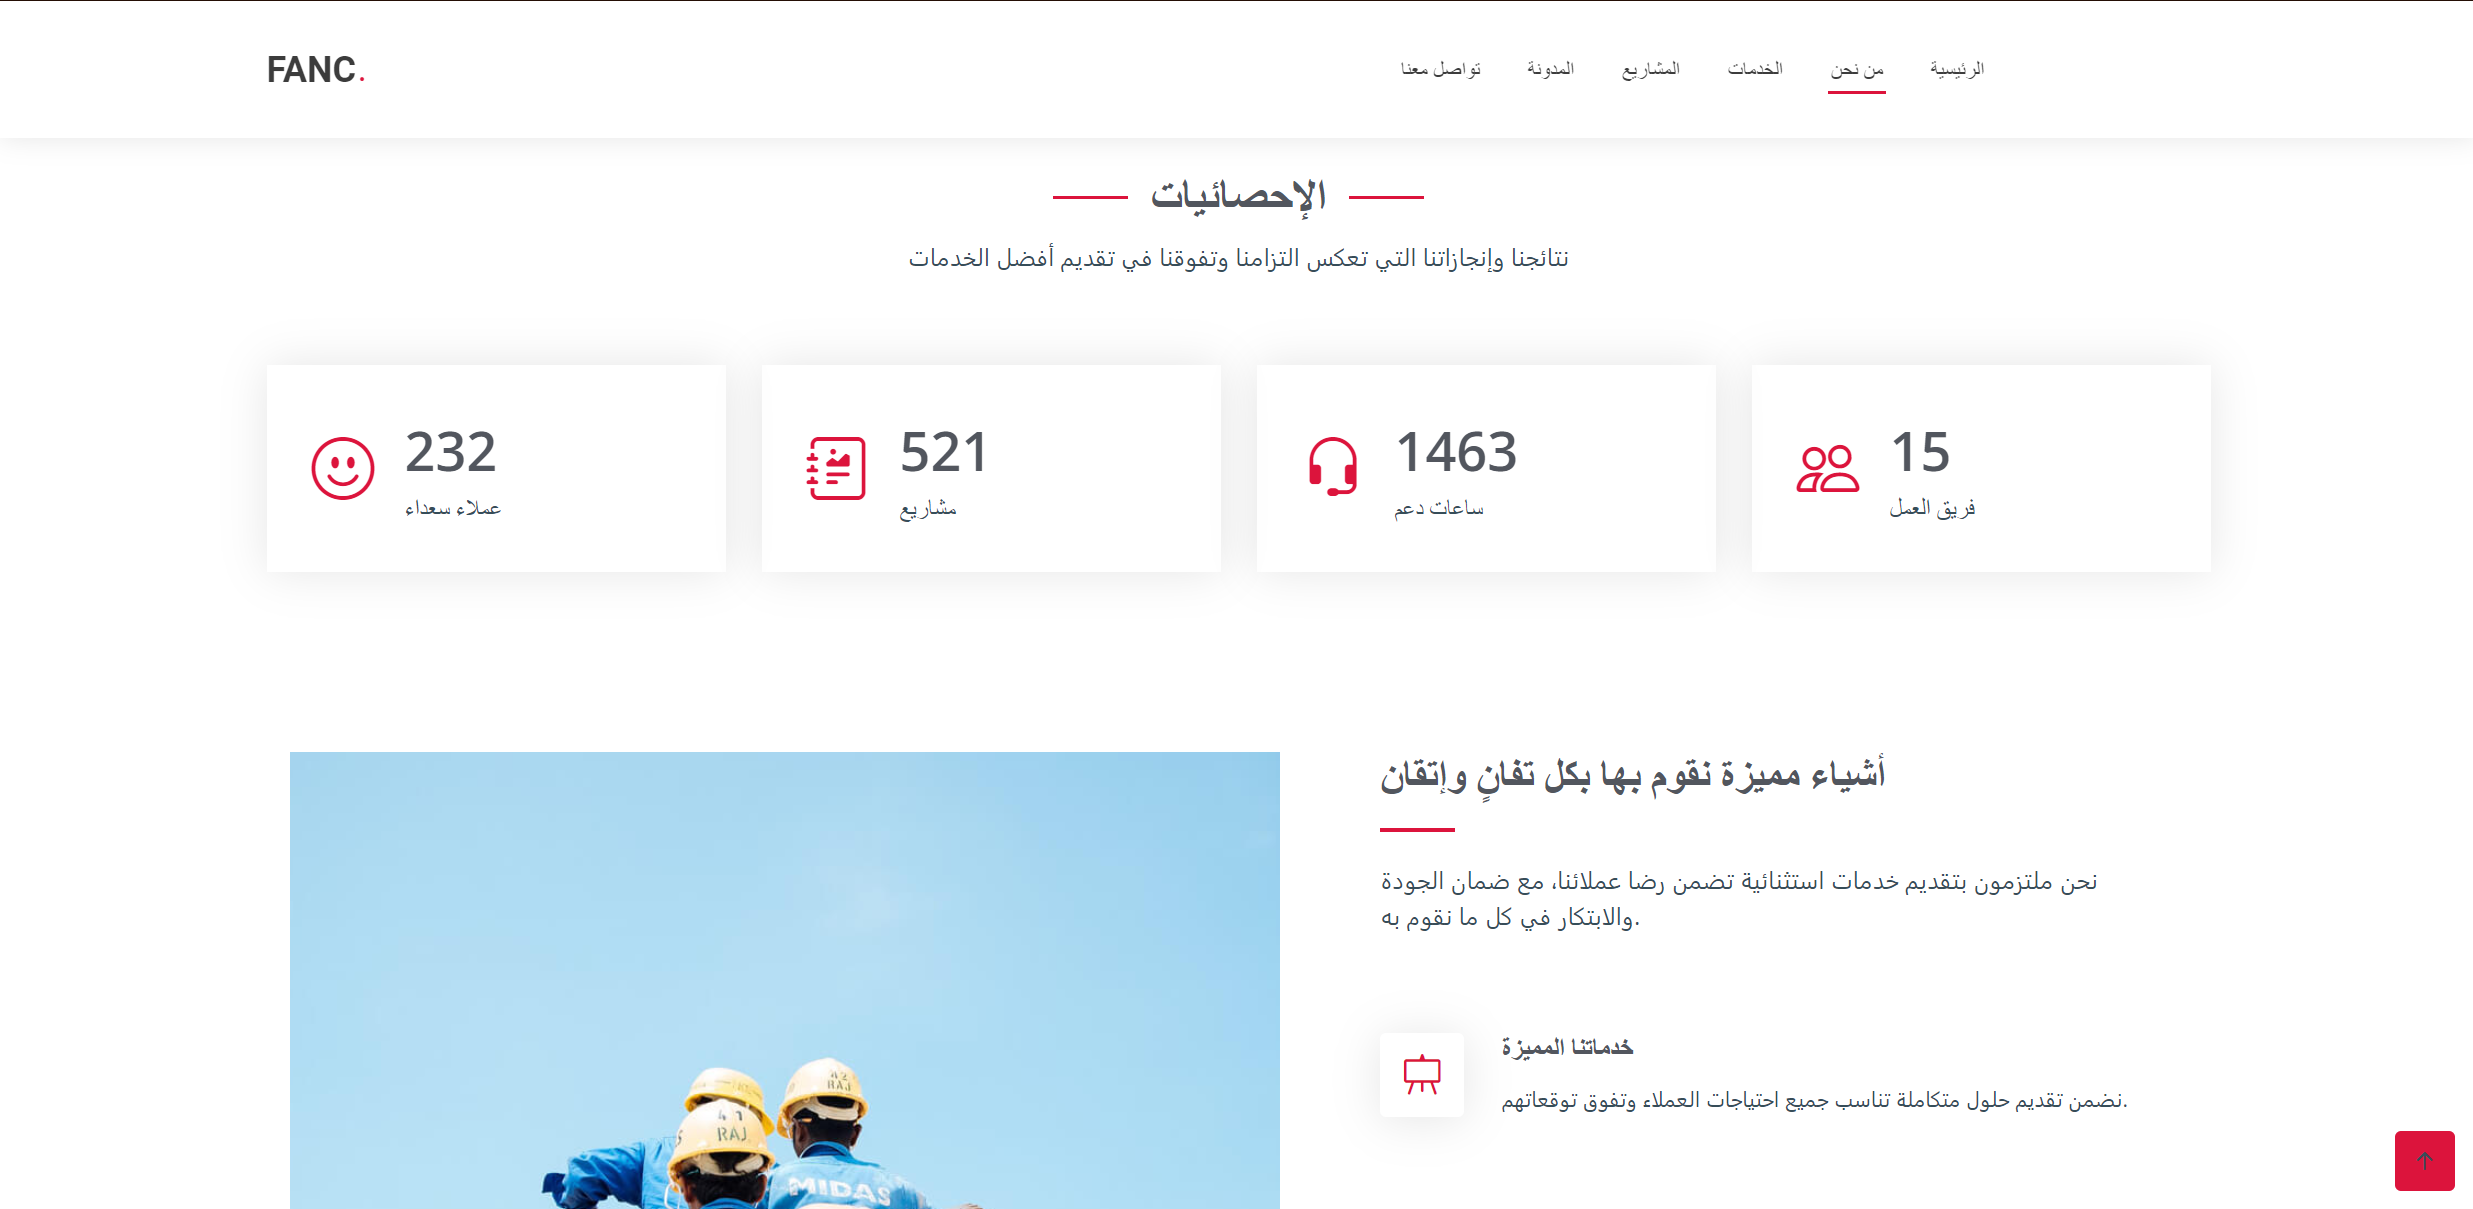 FANC.
الرئيسية
من نحن
الخدمات
المشاريع
المدونة
تواصل معنا
الإحصائيات
نتائجنا وإنجازاتنا التي تعكس التزامنا وتفوقنا في تقديم أفضل الخدمات
15
فريق العمل
1463
ساعات دعم
521
مشاريع
232
عملاء سعداء
أشياء مميزة نقوم بها بكل تفانٍ وإتقان
نحن ملتزمون بتقديم خدمات استثنائية تضمن رضا عملائنا، مع ضمان الجودة
والابتكار في كل ما نقوم به.
خدماتنا المميزة
نضمن تقديم حلول متكاملة تناسب جميع احتياجات العملاء وتفوق توقعاتهم.
42
RAJ
41
RAJ
MIDAS